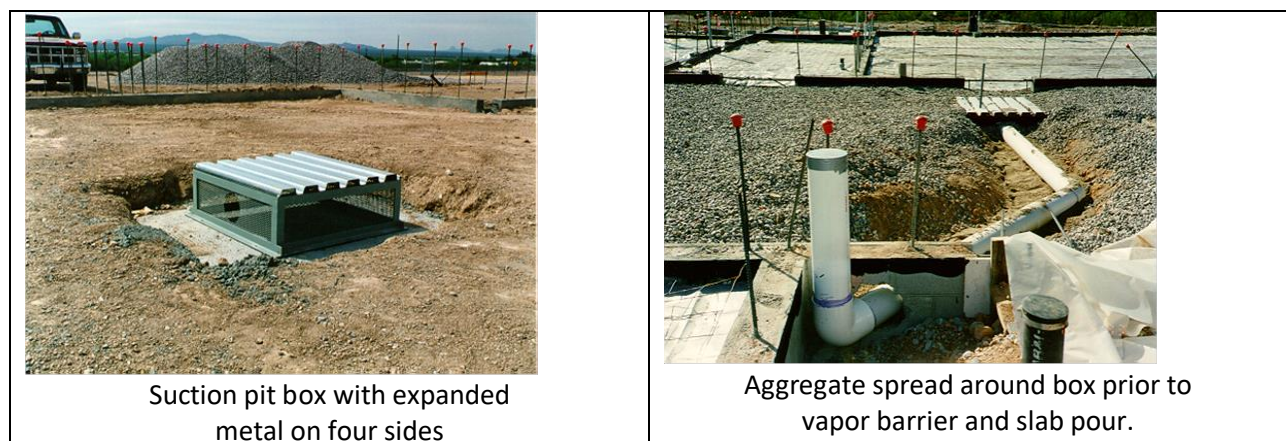 Suction pit box with expanded
metal on four sides
Aggregate spread around box prior to
vapor barrier and slab pour.